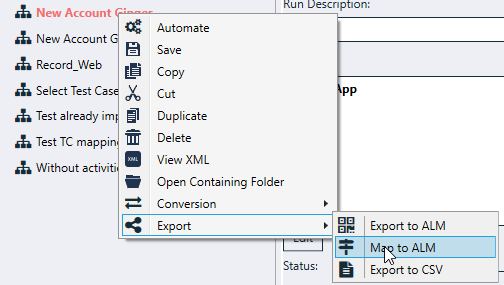 New Account Ginger
New Account G
Record_Web
Select Test Case
Test already imp
Test TC mapping
Without activitie
Run Description:
App
Automate
Save
Copy
Cut
Duplicate
Delete
XML View XML
Open Containing Folder
Conversion
Export
Export to ALM
Map to ALM
Export to CSV
Edit
Status: